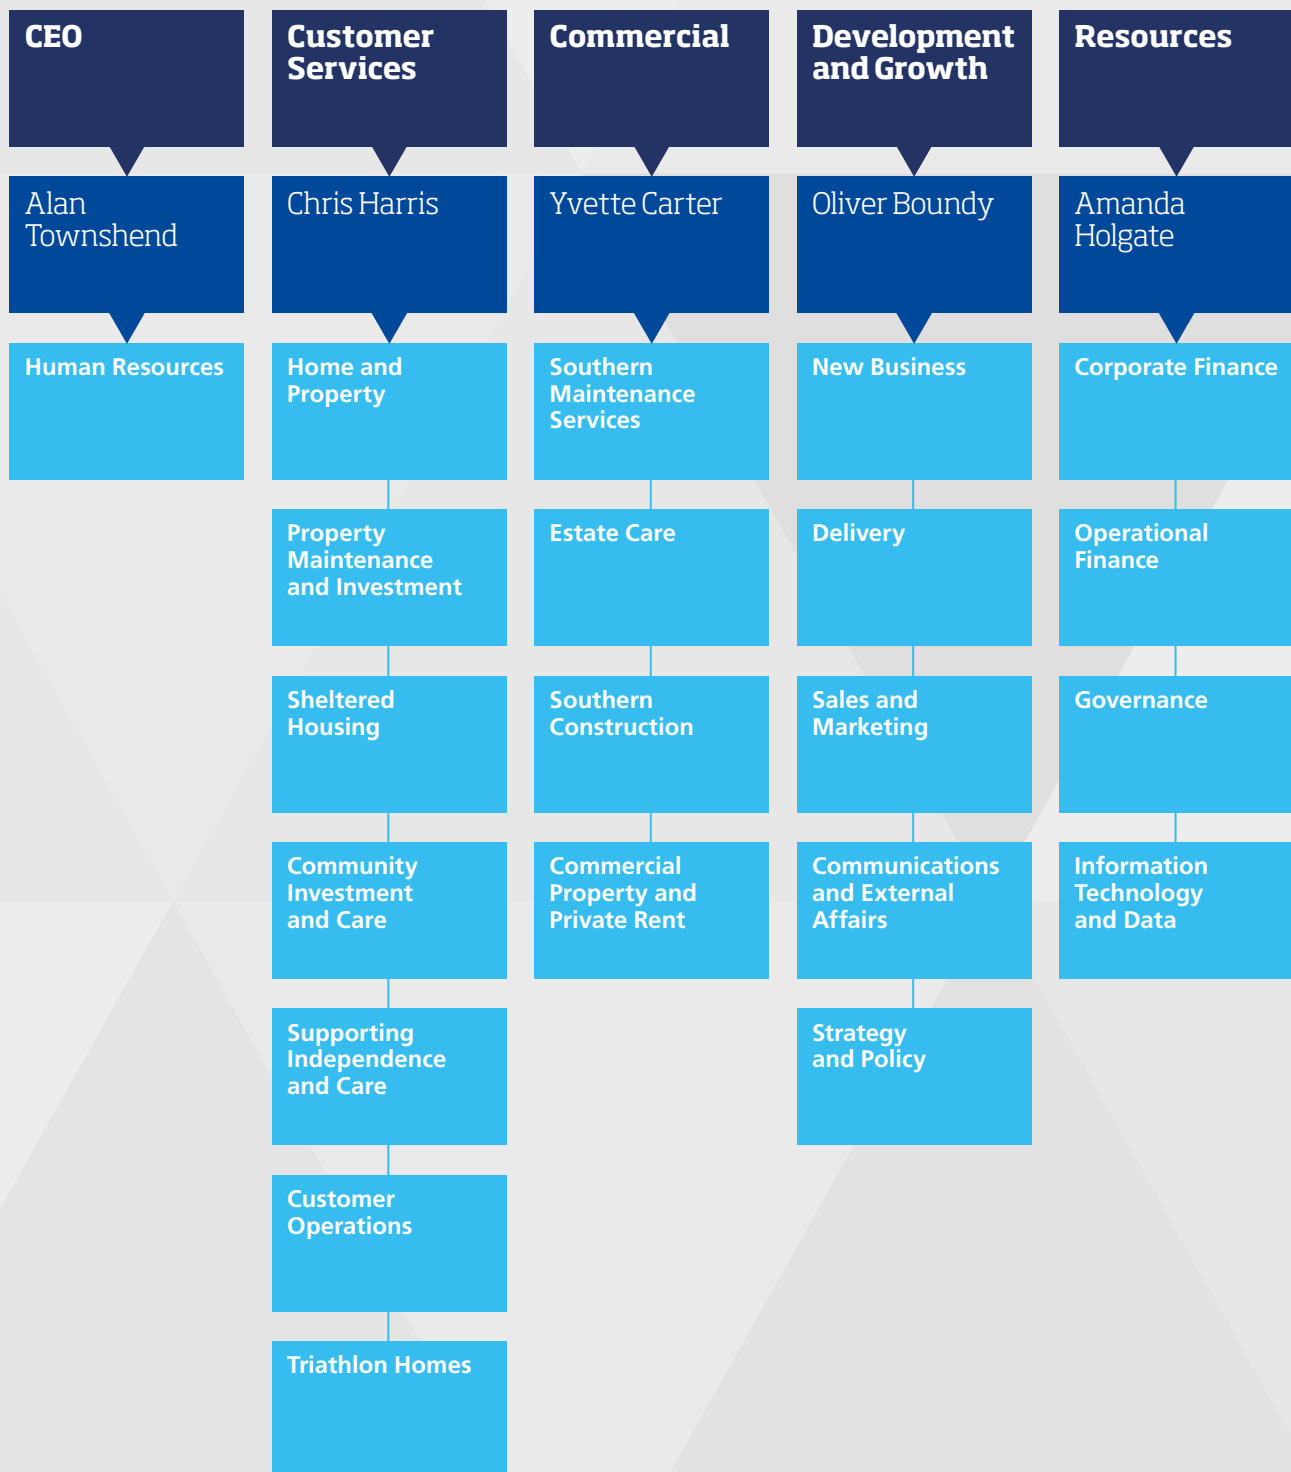 CEO
Alan
Townshend
Human Resources
Customer
Services
Chris Harris
Home and
Property
Property
Maintenance
and Investment
Sheltered
Housing
Community
Investment
and Care
Supporting
Independence
and Care
Customer
Operations
Triathlon Homes
Commercial
Yvette Carter
Southern
Maintenance
Services
Estate Care
Southern
Construction
Commercial
Property and
Private Rent
Development
and Growth
Oliver Boundy
New Business
Delivery
Sales and
Marketing
Communications
and External
Affairs
Strategy
and Policy
Resources
Amanda
Holgate
Corporate Finance
Operational
Finance
Governance
Information
Technology
and Data